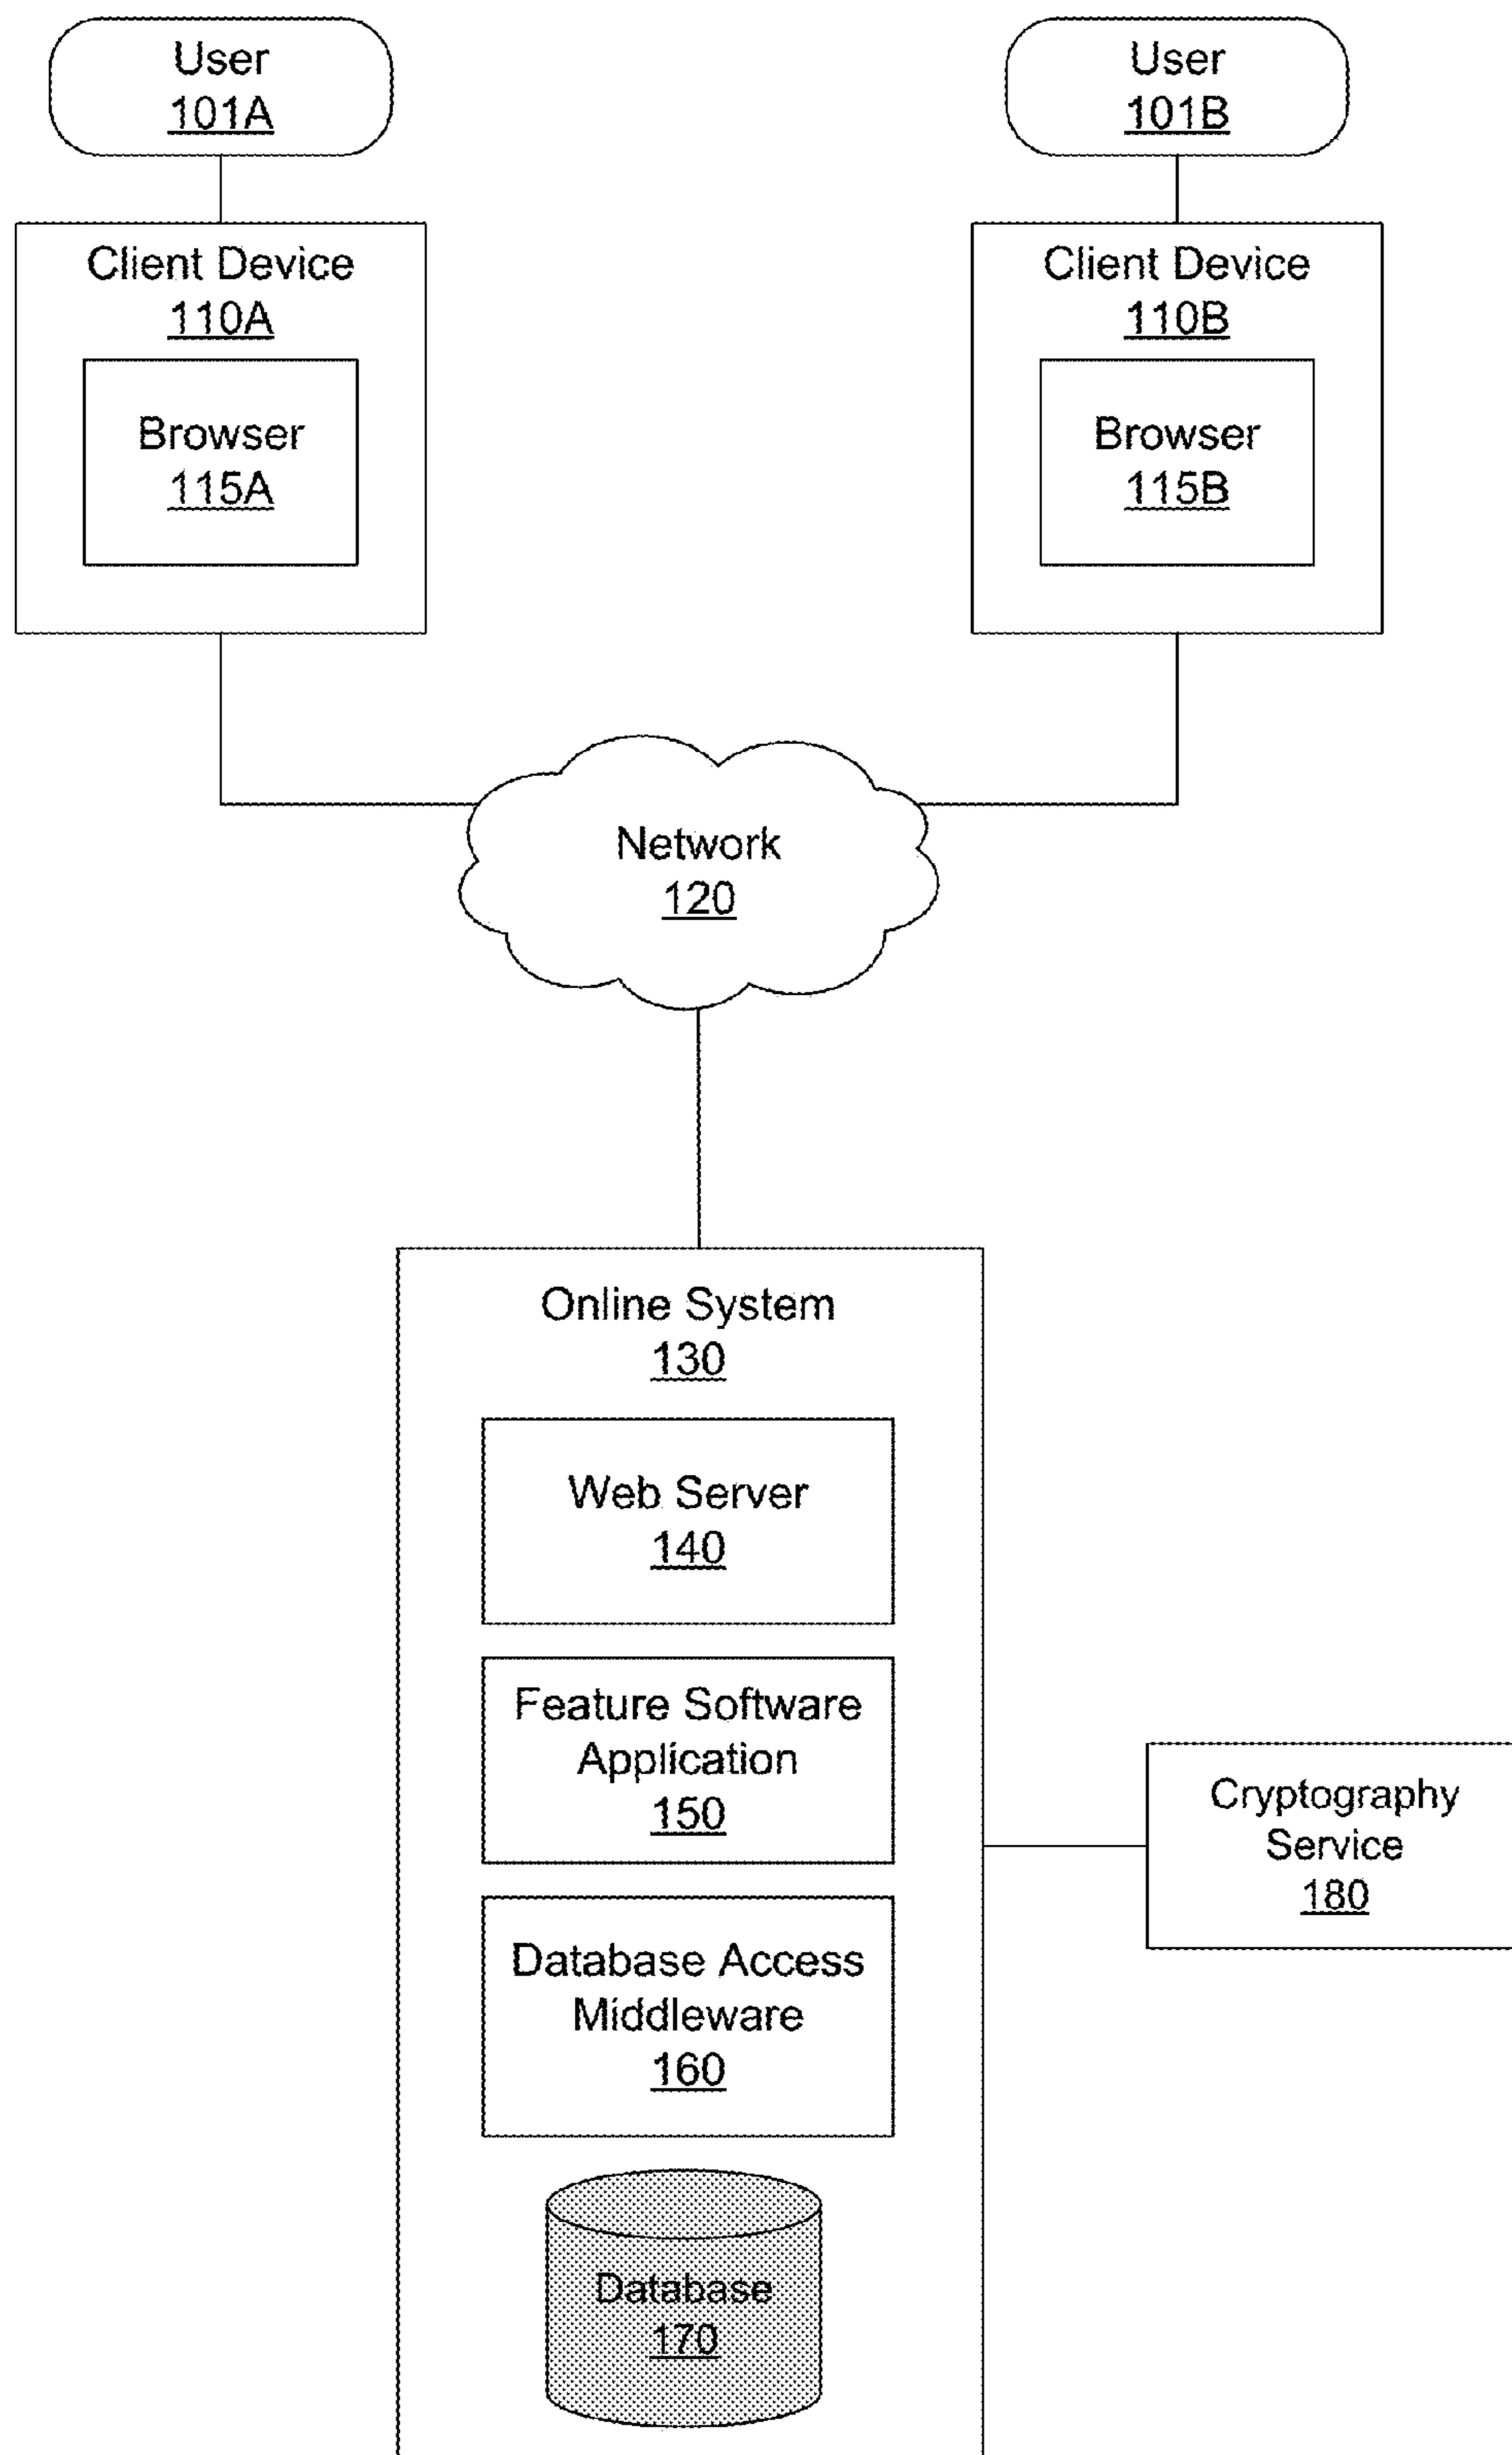 User
101A
User
101B
Client Device
110A
Browser
115A
Client Device
110B
Browser
115B
Network
120
Online System
130
Web Server
140
Feature Software
Application
150
Database Access
Middleware
160
Database
170
Cryptography
Service
180